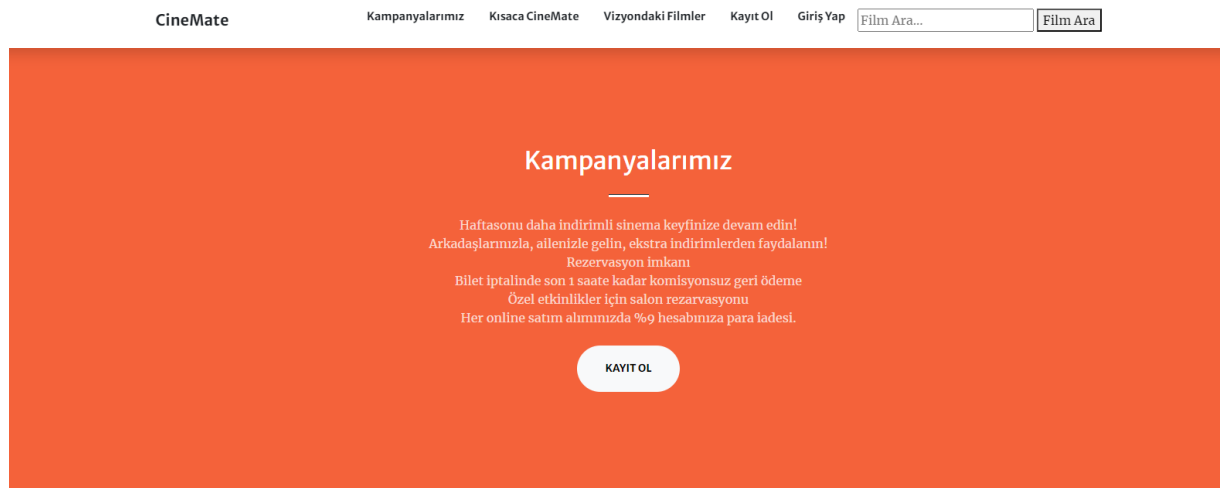 CineMate
Kampanyalarımız
Kısaca CineMate
Vizyondaki Filmler
Kayıt Ol
Giriş Yap
Film Ara...
Film Ara
Kampanyalarımız
Haftasonu daha indirimli sinema keyfinize devam edin!
Arkadaşlarınızla, ailenizle gelin, ekstra indirimlerden faydalanın!
Rezervasyon imkanı
Bilet iptalinde son 1 saate kadar komisyonsuz geri ödeme
Özel etkinlikler için salon rezarvasyonu
Her online satım alımınızda %9 hesabınıza para iadesi.
KAYIT OL